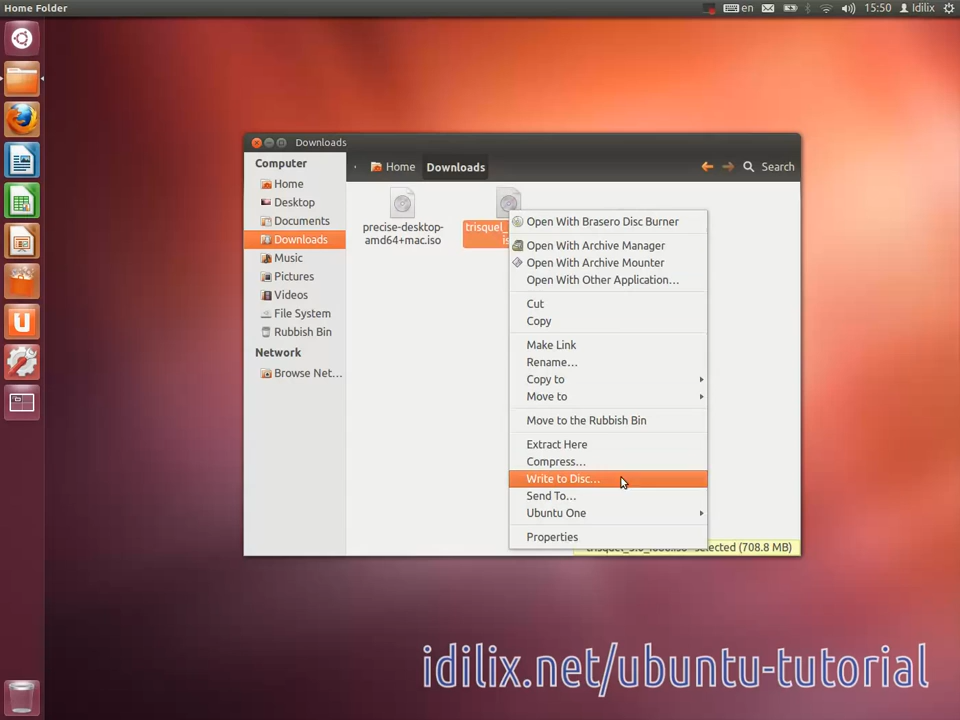 Home Folder
en
15:50
Idilix
Downloads
Computer
Home
Desktop
Documents
Downloads
Music
Pictures
Videos
File System
Rubbish Bin
Network
Browse Net...
Home
Downloads
Search
precise-desktop-
amd64+mac.iso
trisquel_
Open With Brasero Disc Burner
Open With Archive Manager
Open With Archive Mounter
Open With Other Application...
Cut
Copy
Make Link
Rename...
Copy to
Move to
Move to the Rubbish Bin
Extract Here
Compress...
Write to Disc...
Send To...
Ubuntu One
Properties
selected (708.8 MB)
idilix.net/ubuntu-tutorial